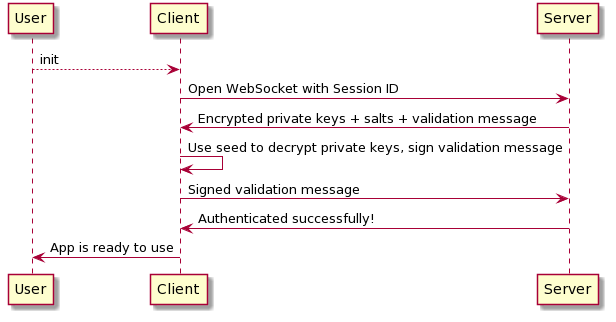 User Client Server
init
Open WebSocket with Session ID
Encrypted private keys + salts + validation message
Use seed to decrypt private keys, sign validation message
Signed validation message
Authenticated successfully!
App is ready to use
User Client Server